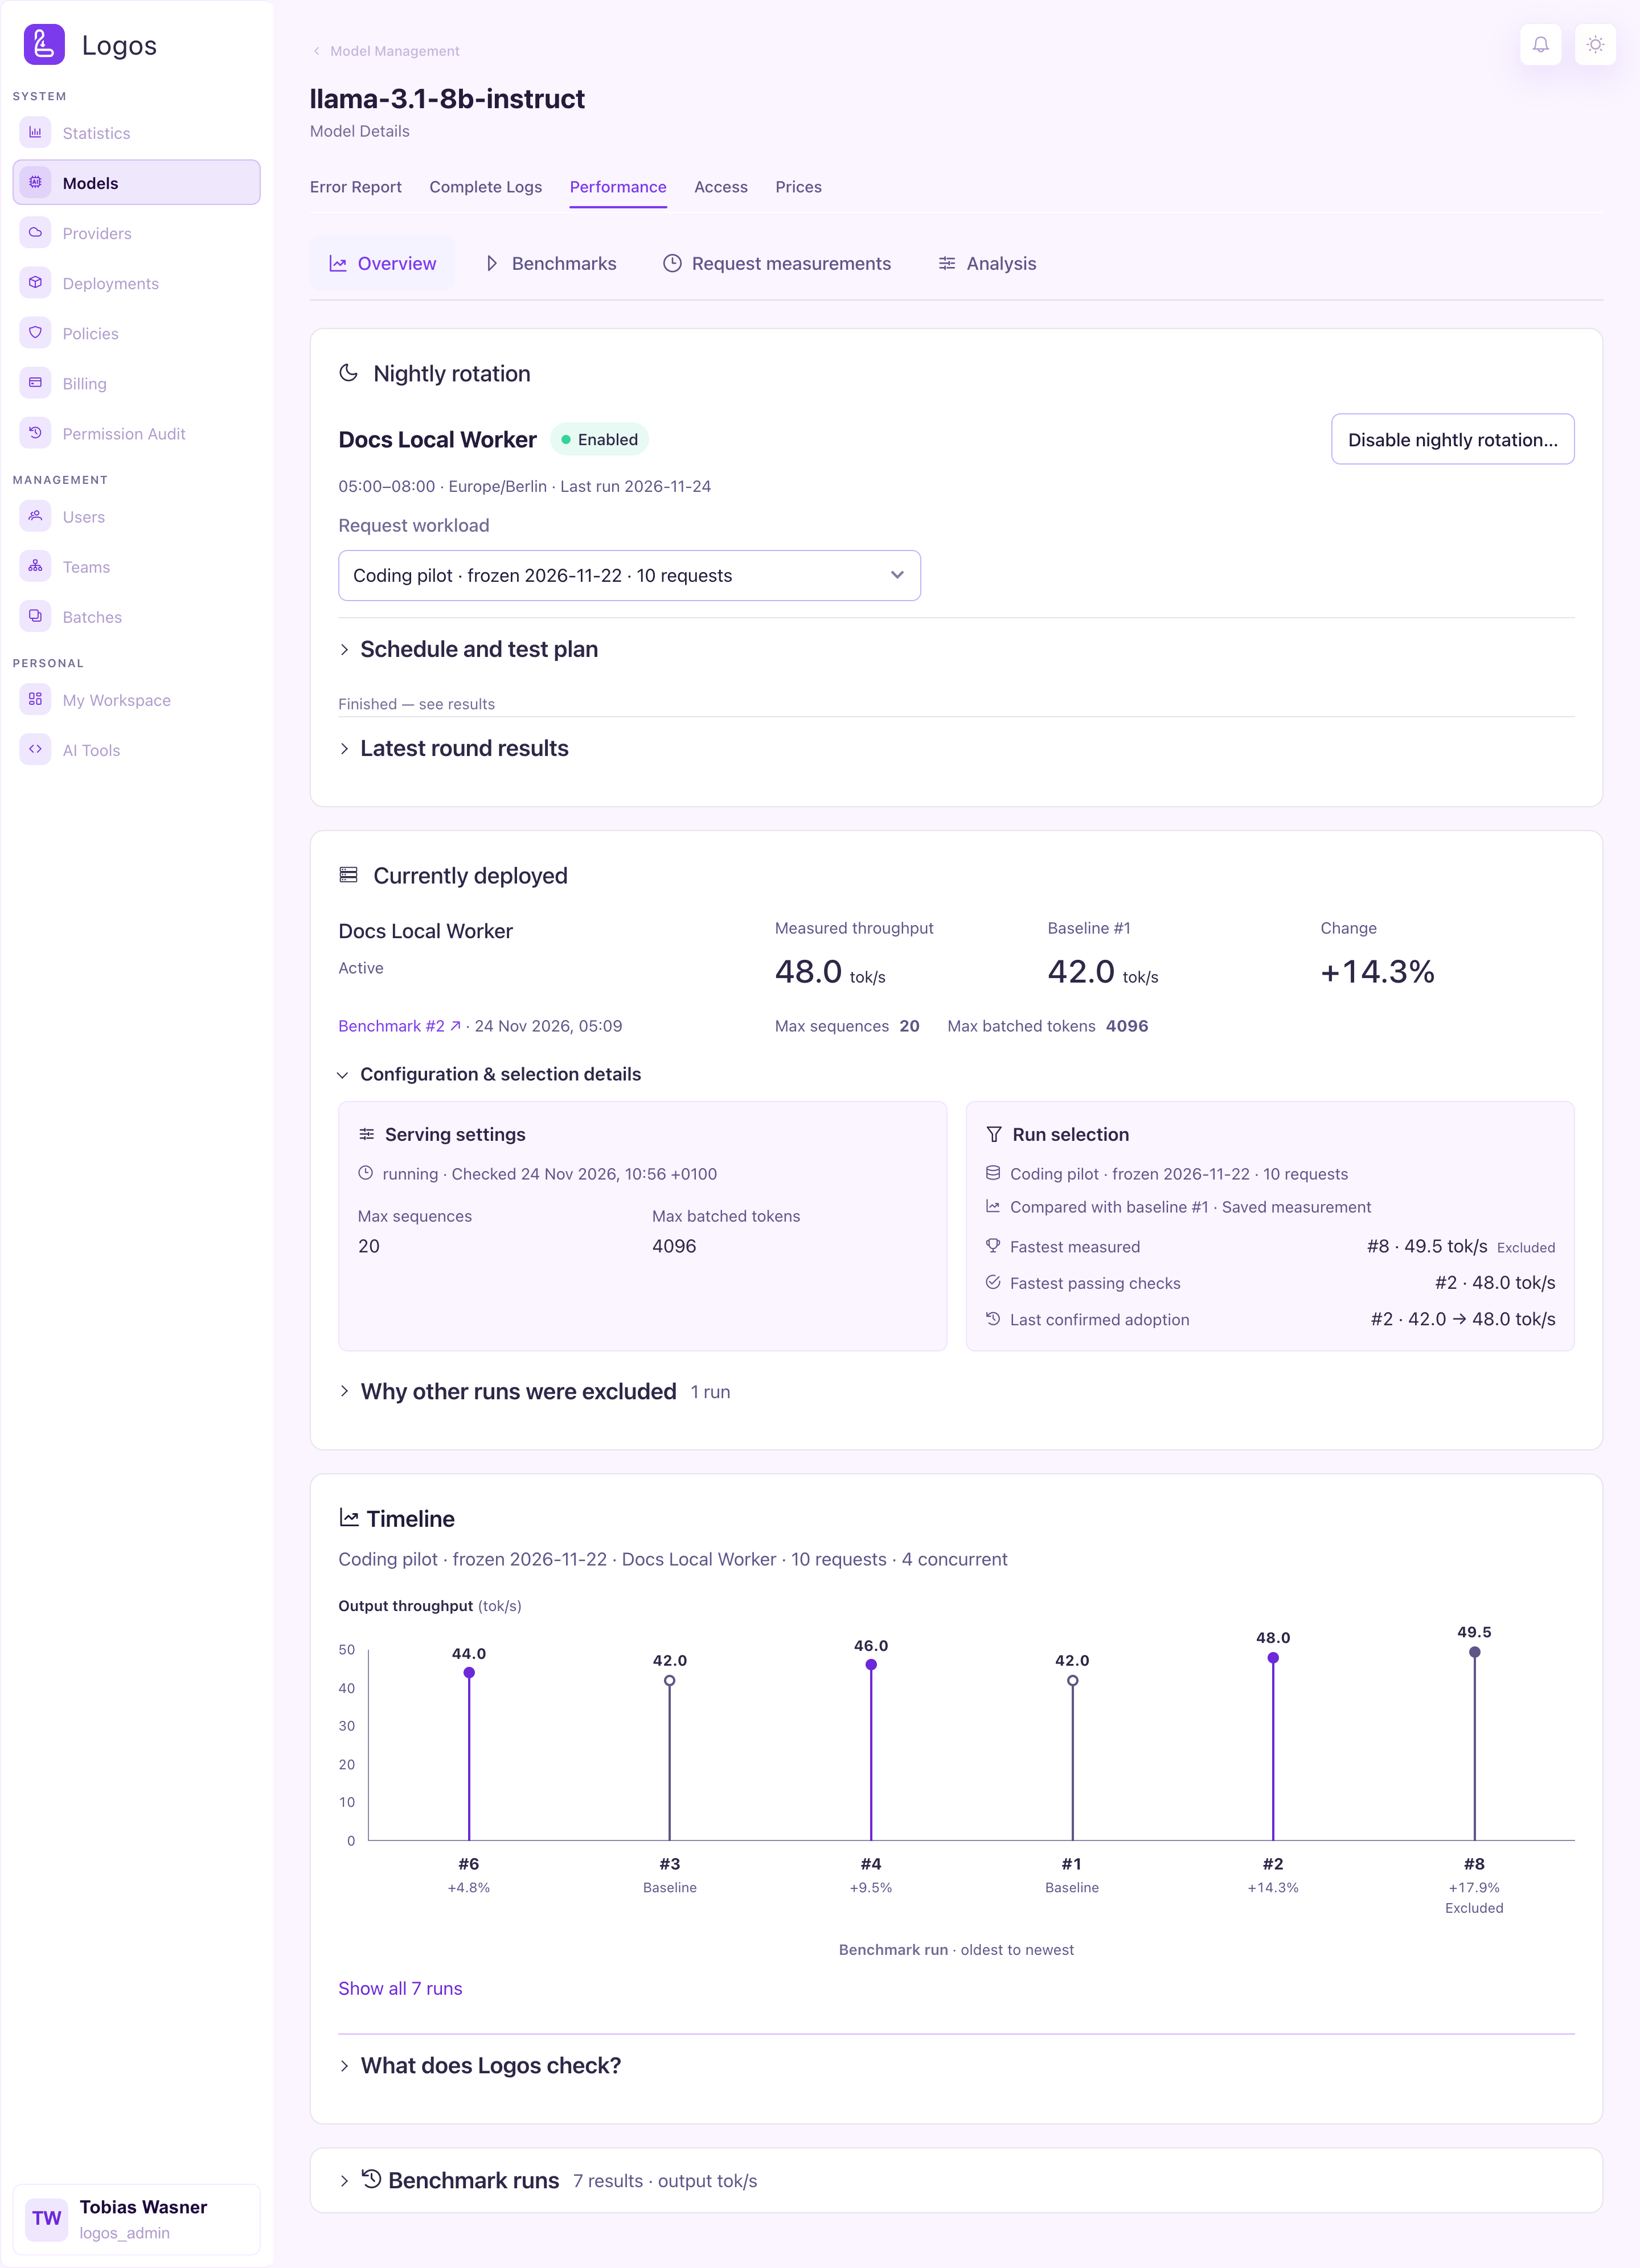 Logos
SYSTEM
Statistics
Models
Providers
Deployments
Policies
Billing
Permission Audit
MANAGEMENT
Users
Teams
Batches
PERSONAL
My Workspace
AI Tools
TW
Tobias Wasner
logos_admin
Model Management
llama-3.1-8b-instruct
Model Details
Error Report Complete Logs Performance Access Prices
Overview Benchmarks Request measurements Analysis
Nightly rotation
Docs Local Worker Enabled Disable nightly rotation...
05:00–08:00 · Europe/Berlin · Last run 2026-11-24
Request workload
Coding pilot · frozen 2026-11-22 · 10 requests
Schedule and test plan
Finished — see results
Latest round results
Currently deployed
Docs Local Worker
Active
Measured throughput
48.0 tok/s
Baseline #1
42.0 tok/s
Change
+14.3%
Benchmark #2 ↗ · 24 Nov 2026, 05:09
Max sequences 20 Max batched tokens 4096
Configuration & selection details
Serving settings
running · Checked 24 Nov 2026, 10:56 +0100
Max sequences
20
Max batched tokens
4096
Run selection
Coding pilot · frozen 2026-11-22 · 10 requests
Compared with baseline #1 · Saved measurement
Fastest measured #8 · 49.5 tok/s Excluded
Fastest passing checks #2 · 48.0 tok/s
Last confirmed adoption #2 · 42.0 → 48.0 tok/s
Why other runs were excluded 1 run
Timeline
Coding pilot · frozen 2026-11-22 · Docs Local Worker · 10 requests · 4 concurrent
Output throughput (tok/s)
50
40
30
20
10
0
44.0 42.0 46.0 42.0 48.0 49.5
#6 #3 #4 #1 #2 #8
+4.8% Baseline +9.5% Baseline +14.3% +17.9%
Excluded
Benchmark run · oldest to newest
Show all 7 runs
What does Logos check?
Benchmark runs 7 results · output tok/s